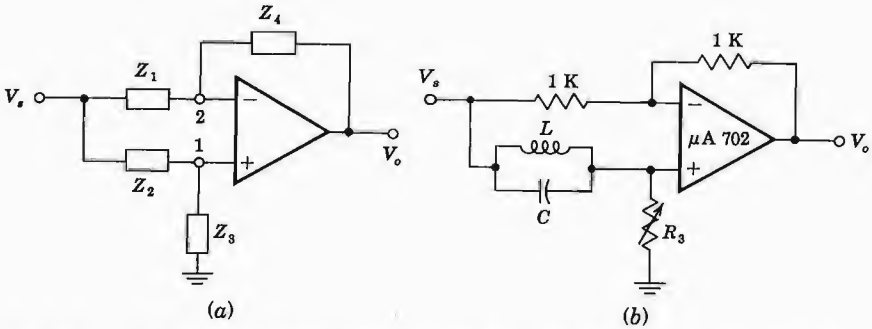 Z₄
Z₁
Vₛ
2
−
1
+
Vₒ
Z₂
Z₃
(a)
1 K
1 K
Vₛ
L
C
−
μA 702
+
Vₒ
R₃
(b)